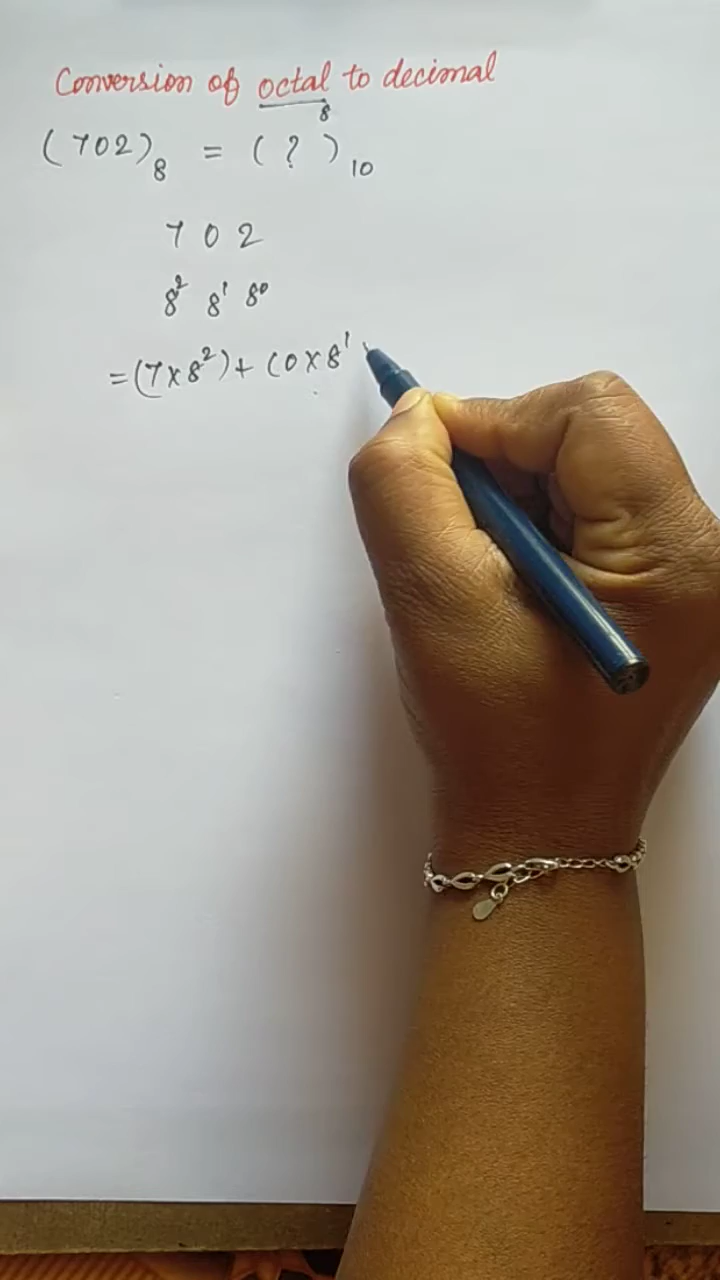 Conversion of octal to decimal
8
(702)₈ = (?)₁₀
7 0 2
8² 8¹ 8⁰
=(7×8²)+(0×8¹